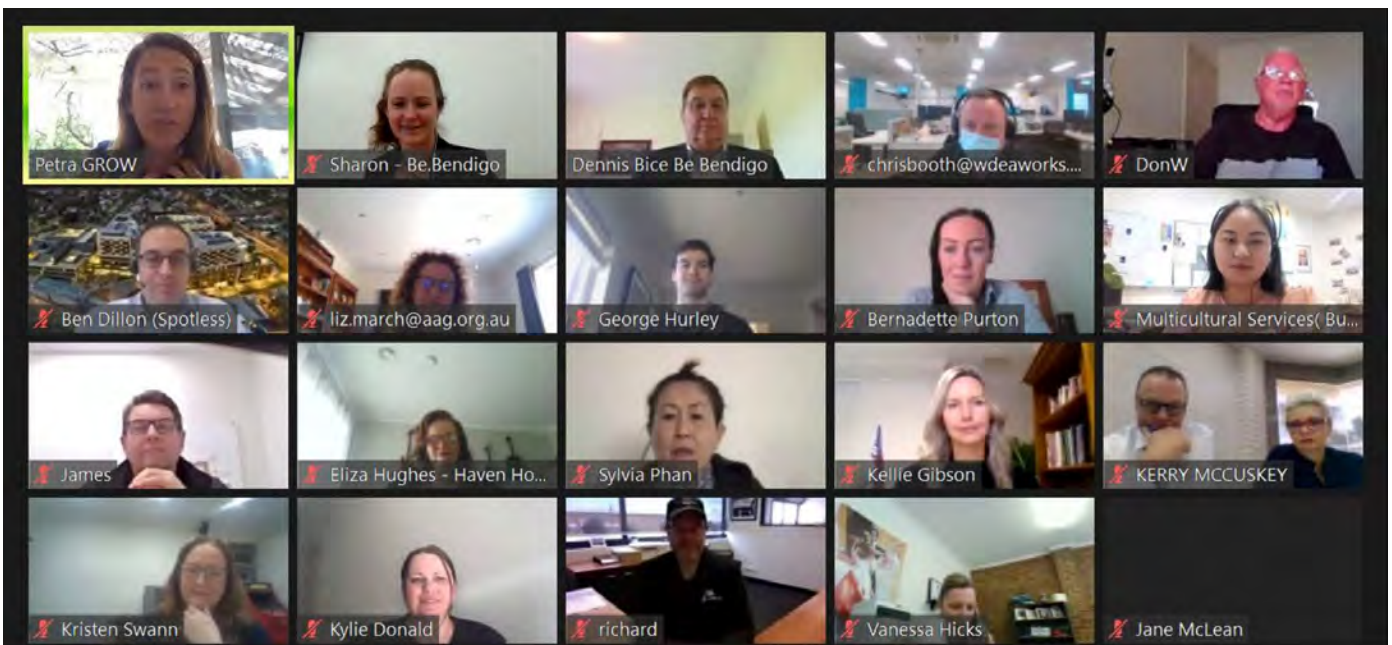 Petra GROW
Sharon - Be.Bendigo
Dennis Bice Be Bendigo
chrisbooth@wdeaworks....
DonW
Ben Dillon (Spotless)
liz.march@aag.org.au
George Hurley
Bernadette Purton
Multicultural Services( Bu...
James
Eliza Hughes - Haven Ho...
Sylvia Phan
Kellie Gibson
KERRY MCCUSKEY
Kristen Swann
Kylie Donald
richard
Vanessa Hicks
Jane McLean